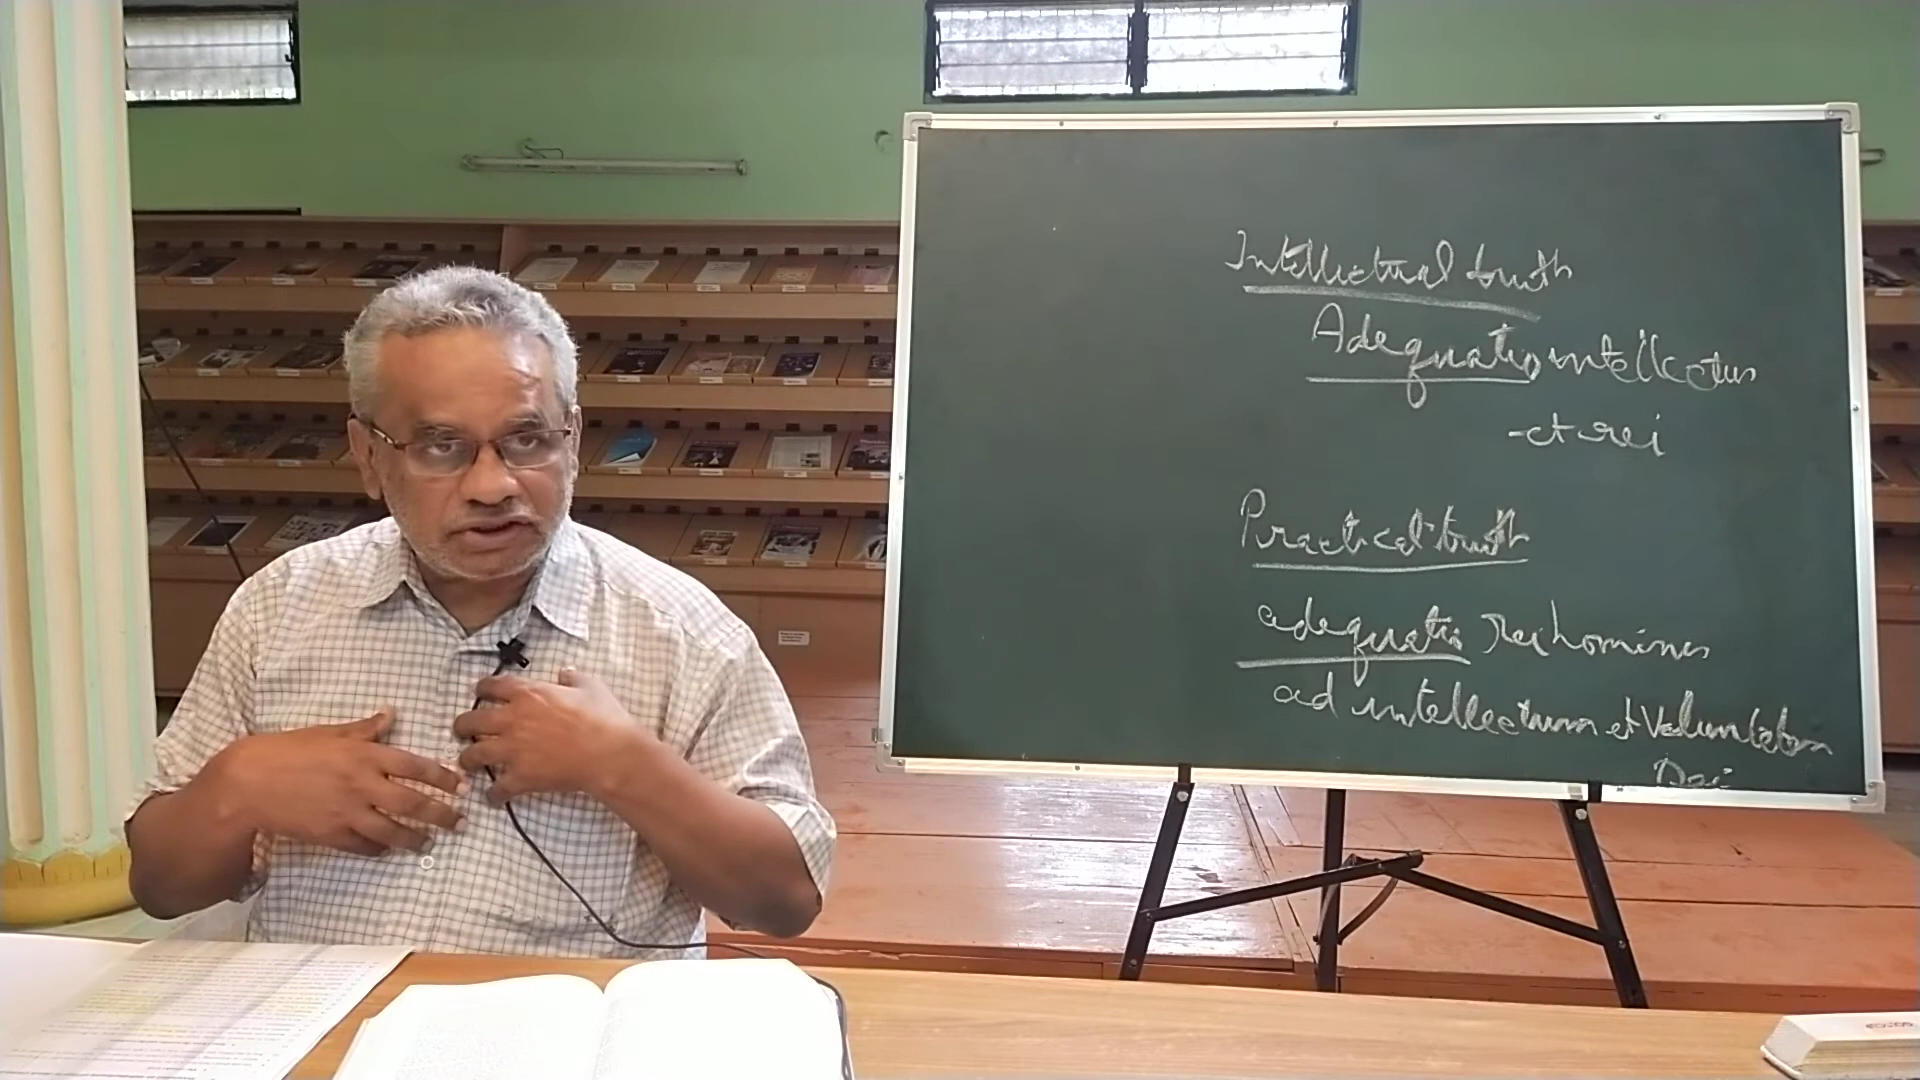 Intellectual truth
Adequatio intellectus
et rei
Practical truth
adequatio rei hominis
ad intellectum et Voluntatem
Dei